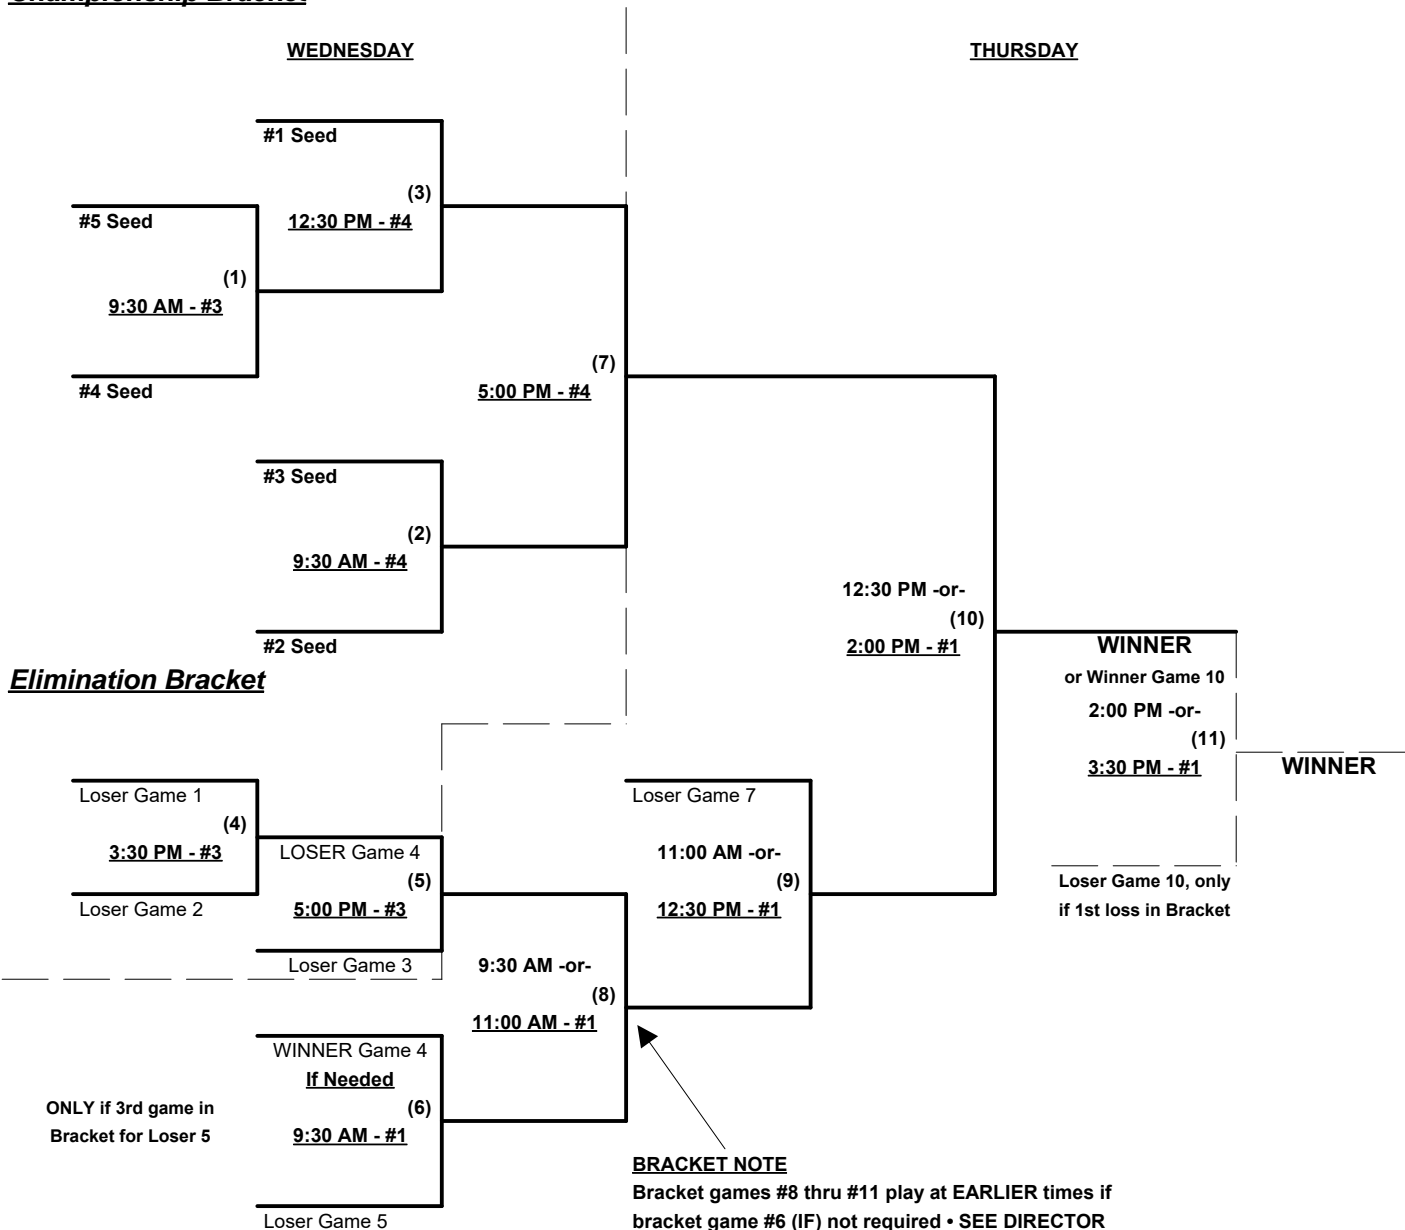 Championship Bracket
WEDNESDAY
THURSDAY
#1 Seed
(3)
12:30 PM - #4
#5 Seed
(1)
9:30 AM - #3
#4 Seed
(7)
5:00 PM - #4
#3 Seed
(2)
9:30 AM - #4
#2 Seed
12:30 PM -or-
(10)
2:00 PM - #1
WINNER
or Winner Game 10
2:00 PM -or-
(11)
3:30 PM - #1
WINNER
Loser Game 10, only
if 1st loss in Bracket
Elimination Bracket
Loser Game 1
(4)
3:30 PM - #3
Loser Game 2
LOSER Game 4
(5)
5:00 PM - #3
Loser Game 3
Loser Game 7
11:00 AM -or-
(9)
12:30 PM - #1
9:30 AM -or-
(8)
11:00 AM - #1
WINNER Game 4
If Needed
(6)
9:30 AM - #1
Loser Game 5
ONLY if 3rd game in
Bracket for Loser 5
BRACKET NOTE
Bracket games #8 thru #11 play at EARLIER times if
bracket game #6 (IF) not required • SEE DIRECTOR